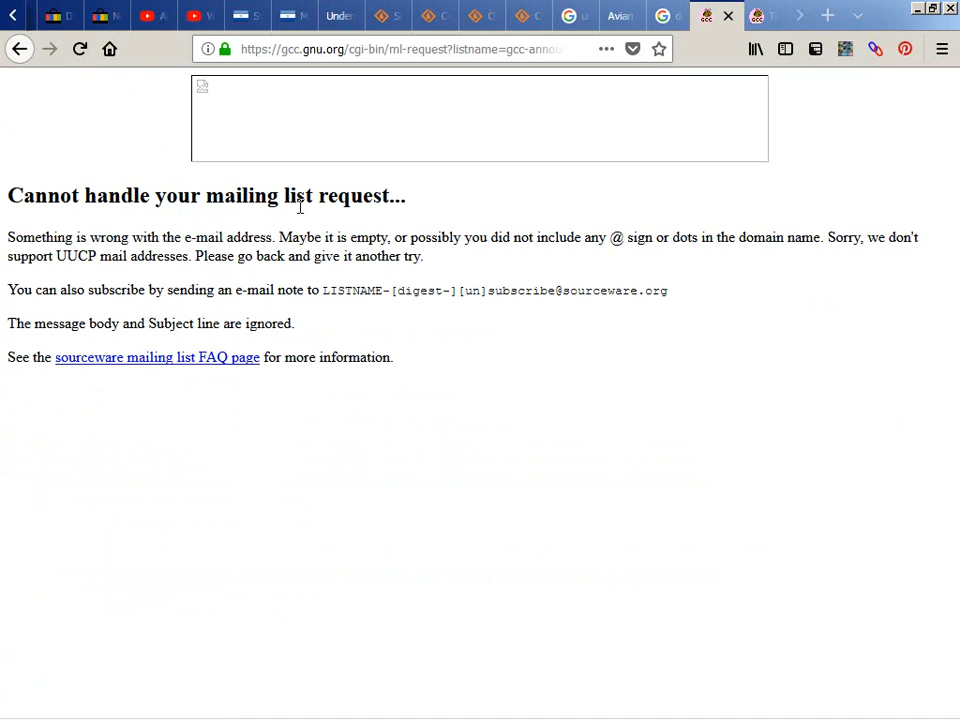 Under
Avian
https://gcc.gnu.org/cgi-bin/ml-request?listname=gcc-annou
Cannot handle your mailing list request...
Something is wrong with the e-mail address. Maybe it is empty, or possibly you did not include any @ sign or dots in the domain name. Sorry, we don't
support UUCP mail addresses. Please go back and give it another try.
You can also subscribe by sending an e-mail note to LISTNAME-[digest-][un]subscribe@sourceware.org
The message body and Subject line are ignored.
See the sourceware mailing list FAQ page for more information.